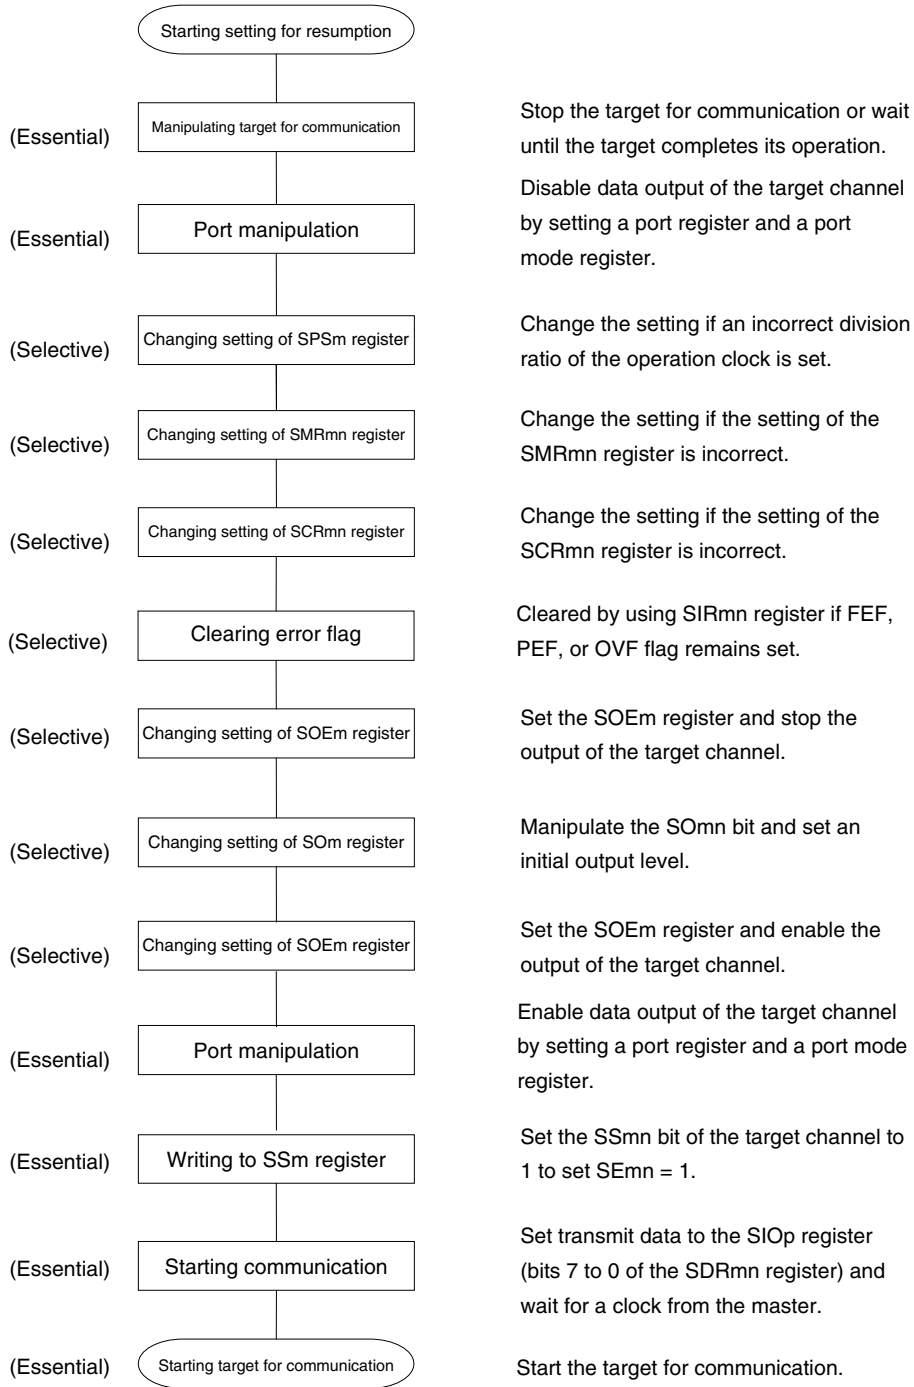 Starting setting for resumption
(Essential)
Manipulating target for communication
Stop the target for communication or wait
until the target completes its operation.
(Essential)
Port manipulation
Disable data output of the target channel
by setting a port register and a port
mode register.
(Selective)
Changing setting of SPSm register
Change the setting if an incorrect division
ratio of the operation clock is set.
(Selective)
Changing setting of SMRmn register
Change the setting if the setting of the
SMRmn register is incorrect.
(Selective)
Changing setting of SCRmn register
Change the setting if the setting of the
SCRmn register is incorrect.
(Selective)
Clearing error flag
Cleared by using SIRmn register if FEF,
PEF, or OVF flag remains set.
(Selective)
Changing setting of SOEm register
Set the SOEm register and stop the
output of the target channel.
(Selective)
Changing setting of SOm register
Manipulate the SOmn bit and set an
initial output level.
(Selective)
Changing setting of SOEm register
Set the SOEm register and enable the
output of the target channel.
(Essential)
Port manipulation
Enable data output of the target channel
by setting a port register and a port mode
register.
(Essential)
Writing to SSm register
Set the SSmn bit of the target channel to
1 to set SEmn = 1.
(Essential)
Starting communication
Set transmit data to the SIOp register
(bits 7 to 0 of the SDRmn register) and
wait for a clock from the master.
(Essential)
Starting target for communication
Start the target for communication.